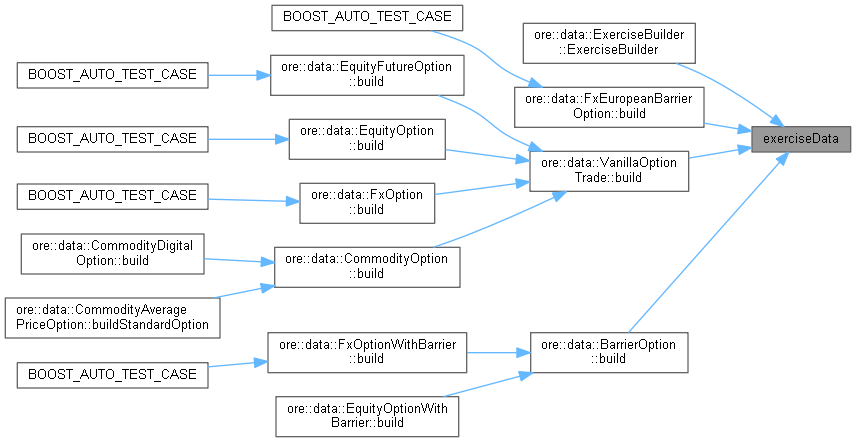 BOOST_AUTO_TEST_CASE
ore::data::ExerciseBuilder
::ExerciseBuilder
ore::data::EquityFutureOption
::build
BOOST_AUTO_TEST_CASE
ore::data::FxEuropeanBarrier
Option::build
BOOST_AUTO_TEST_CASE
ore::data::EquityOption
::build
exerciseData
ore::data::VanillaOption
Trade::build
BOOST_AUTO_TEST_CASE
ore::data::FxOption
::build
ore::data::CommodityDigital
Option::build
ore::data::CommodityOption
::build
ore::data::CommodityAverage
PriceOption::buildStandardOption
ore::data::FxOptionWithBarrier
::build
ore::data::BarrierOption
::build
BOOST_AUTO_TEST_CASE
ore::data::EquityOptionWith
Barrier::build